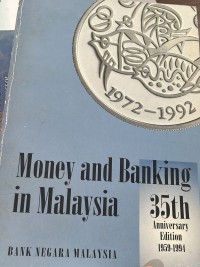 1972-1992
Money and Banking
in Malaysia
35th
Anniversary
Edition
1959-1994
BANK NEGARA MALAYSIA